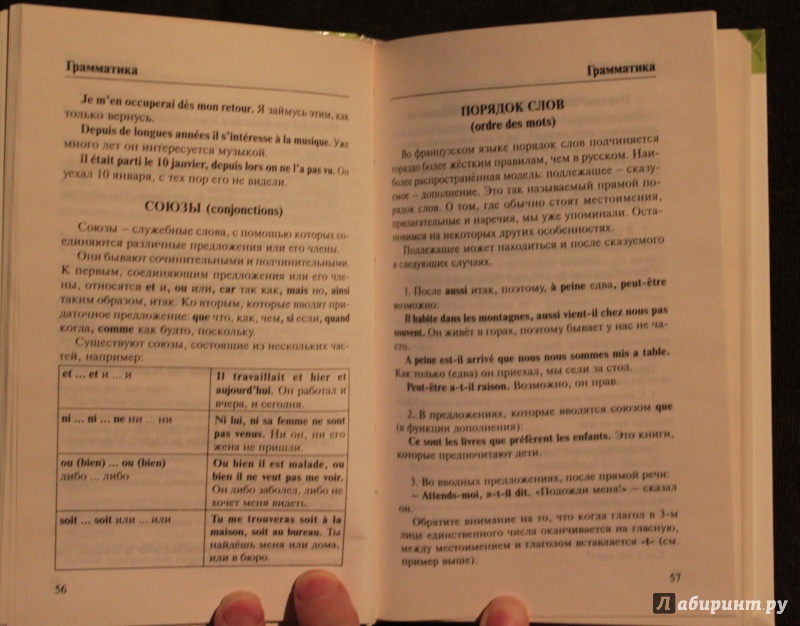 Грамматика
Je m'en occuperai dès mon retour. Я займусь этим, как
только вернусь.
Depuis de longues années il s'intéresse à la musique. Уже
много лет он интересуется музыкой.
Il était parti le 10 janvier, depuis lors on ne l'a pas vu. Он
уехал 10 января, с тех пор его не видели.
СОЮЗЫ (conjonctions)
Союзы – служебные слова, с помощью которых со-
единяются различные предложения или его члены.
Они бывают сочинительными и подчинительными.
К первым, соединяющим предложения или его чле-
ны, относятся et и, ou или, car так как, mais но, ainsi
таким образом, итак. Ко вторым, которые вводят при-
даточное предложение: que что, как, чем, si если, quand
когда, comme как будто, поскольку.
Существуют союзы, состоящие из нескольких час-
тей, например:
et ... et и ... и
Il travaillait et hier et
aujourd'hui. Он работал и
вчера, и сегодня.
ni ... ni ... ne ни ... ни
Ni lui, ni sa femme ne sont
pas venus. Ни он, ни его
жена не пришли.
ou (bien) ... ou (bien)
либо ... либо
Ou bien il est malade, ou
bien il ne veut pas me voir.
Он либо заболел, либо не
хочет меня видеть.
soit ... soit или ... или
Tu me trouveras soit à la
maison, soit au bureau. Ты
найдёшь меня или дома,
или в бюро.
56
Грамматика
ПОРЯДОК СЛОВ
(ordre des mots)
Во французском языке порядок слов подчиняется
гораздо более жёстким правилам, чем в русском. Наи-
более распространённая модель: подлежащее – сказу-
емое – дополнение. Это так называемый прямой по-
рядок слов. О том, где обычно стоят местоимения,
прилагательные и наречия, мы уже упоминали. Оста-
новимся на некоторых других особенностях.
Подлежащее может находиться и после сказуемого
в следующих случаях.
1. После aussi итак, поэтому, à peine едва, peut-être
возможно:
Il habite dans les montagnes, aussi vient-il chez nous pas
souvent. Он живёт в горах, поэтому бывает у нас не ча-
сто.
A peine est-il arrivé que nous nous sommes mis a table.
Как только (едва) он приехал, мы сели за стол.
Peut-être a-t-il raison. Возможно, он прав.
2. В предложениях, которые вводятся союзом que
(в функции дополнения):
Ce sont les livres que préfèrent les enfants. Это книги,
которые предпочитают дети.
3. Во вводных предложениях, после прямой речи:
– Attends-moi, a-t-il dit. «Подожди меня!» – сказал
он.
Обратите внимание на то, что когда глагол в 3-м
лице единственного числа оканчивается на гласную,
между местоимением и глаголом вставляется «t» (см.
пример выше).
57
Лабиринт.ру